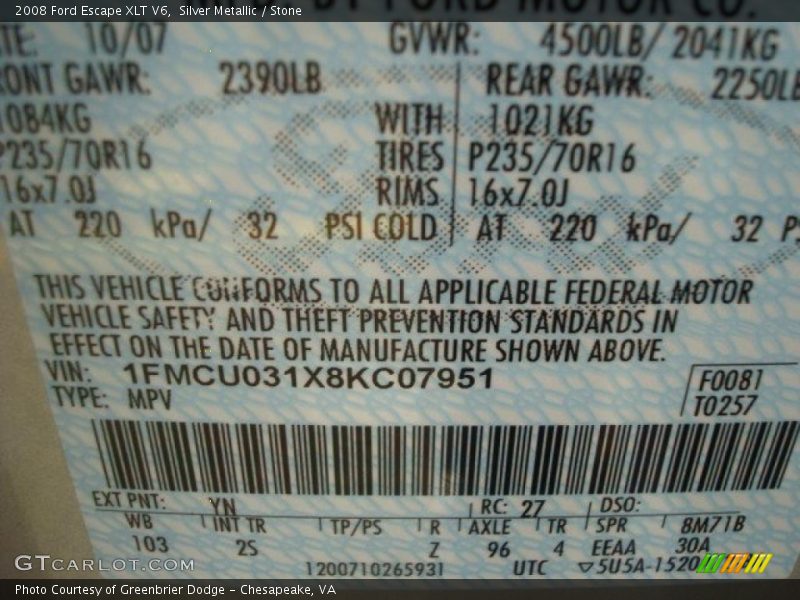 2008 Ford Escape XLT V6, Silver Metallic / Stone
BY FORD MOTOR CO.
10/07 GVWR: 4500LB/ 2041KG
GAWR: 2390LB REAR GAWR: 2250LB
1084KG WITH 1021KG
P235/70R16 TIRES P235/70R16
16x7.0J RIMS 16x7.0J
AT 220 kPa/ 32 PSI COLD AT 220 kPa/ 32
THIS VEHICLE CONFORMS TO ALL APPLICABLE FEDERAL MOTOR
VEHICLE SAFETY AND THEFT PREVENTION STANDARDS IN
EFFECT ON THE DATE OF MANUFACTURE SHOWN ABOVE.
VIN: 1FMCU031X8KC07951 F0081
TYPE: MPV T0257
EXT PNT: YN RC: 27 DSO:
WB INT TR TP/PS R AXLE TR SPR 8M71B
103 2S Z 96 4 EEAA 30A
1200710265931 UTC ▽5U5A-1520
GTCARLOT.COM
Photo Courtesy of Greenbrier Dodge - Chesapeake, VA